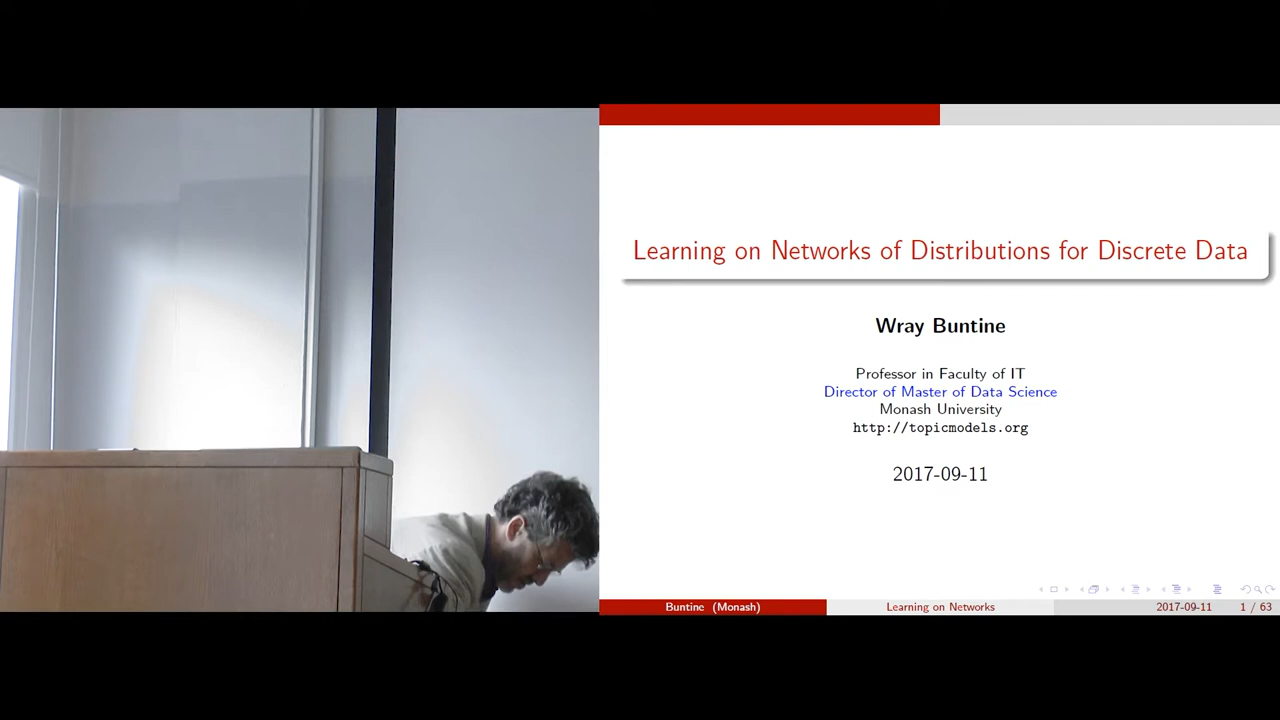 Learning on Networks of Distributions for Discrete Data
Wray Buntine
Professor in Faculty of IT
Director of Master of Data Science
Monash University
http://topicmodels.org
2017-09-11
Buntine (Monash) Learning on Networks 2017-09-11 1 / 63